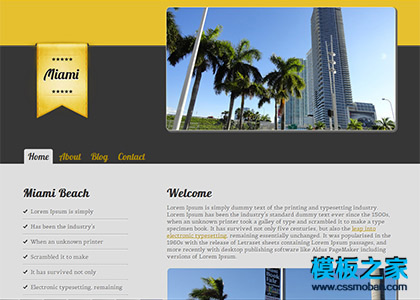 Miami
Home About Blog Contact
Miami Beach
Lorem Ipsum is simply
Has been the industry's
When an unknown printer
Scrambled it to make
It has survived not only
Electronic typesetting, remaining
Welcome
Lorem Ipsum is simply dummy text of the printing and typesetting industry.
Lorem Ipsum has been the industry's standard dummy text ever since the 1500s,
when an unknown printer took a galley of type and scrambled it to make a type
specimen book. It has survived not only five centuries, but also the leap into
electronic typesetting, remaining essentially unchanged. It was popularised in the
1960s with the release of Letraset sheets containing Lorem Ipsum passages, and
more recently with desktop publishing software like Aldus PageMaker including
versions of Lorem Ipsum.
模板之家
www.cssmoban.com